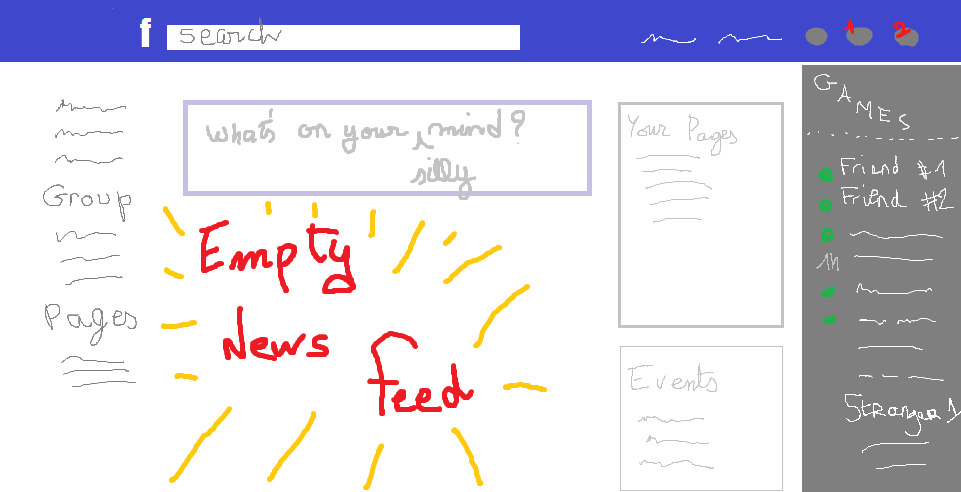 f search
1 2
Group
Pages
What's on your mind?
silly
Empty
News
feed
Your Pages
Events
GAMES
Friend #1
Friend #2
1h
Stranger 1